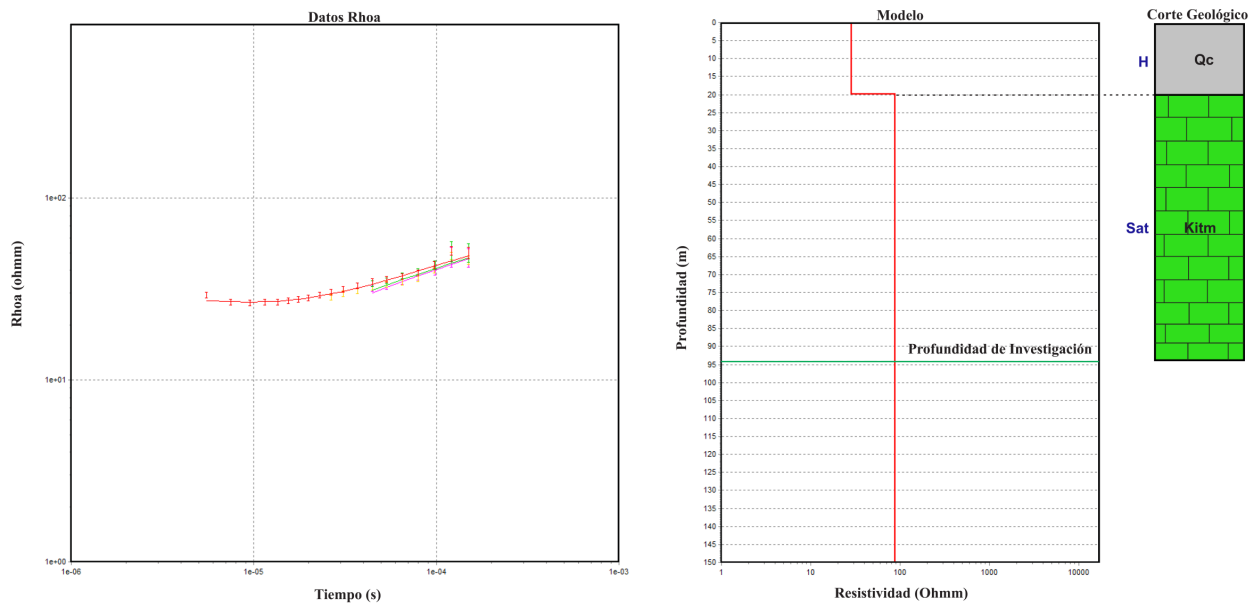 Datos Rhoa
1e+02
1e+01
1e+00
1e-06
1e-05
1e-04
1e-03
Rhoa (ohmm)
Tiempo (s)
Modelo
0
5
10
15
20
25
30
35
40
45
50
55
60
65
70
75
80
85
90
95
100
105
110
115
120
125
130
135
140
145
150
1
10
100
1000
10000
Profundidad (m)
Resistividad (Ohmm)
Profundidad de Investigación
Corte Geológico
H
Qc
Sat
Kitm